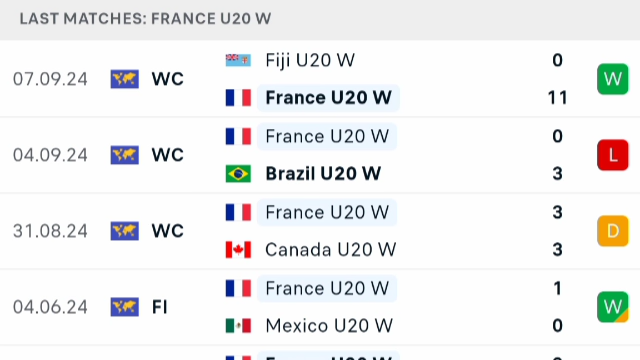 LAST MATCHES: FRANCE U20 W
07.09.24 WC Fiji U20 W 0 W
France U20 W 11
04.09.24 WC France U20 W 0 L
Brazil U20 W 3
31.08.24 WC France U20 W 3 D
Canada U20 W 3
04.06.24 FI France U20 W 1 W
Mexico U20 W 0